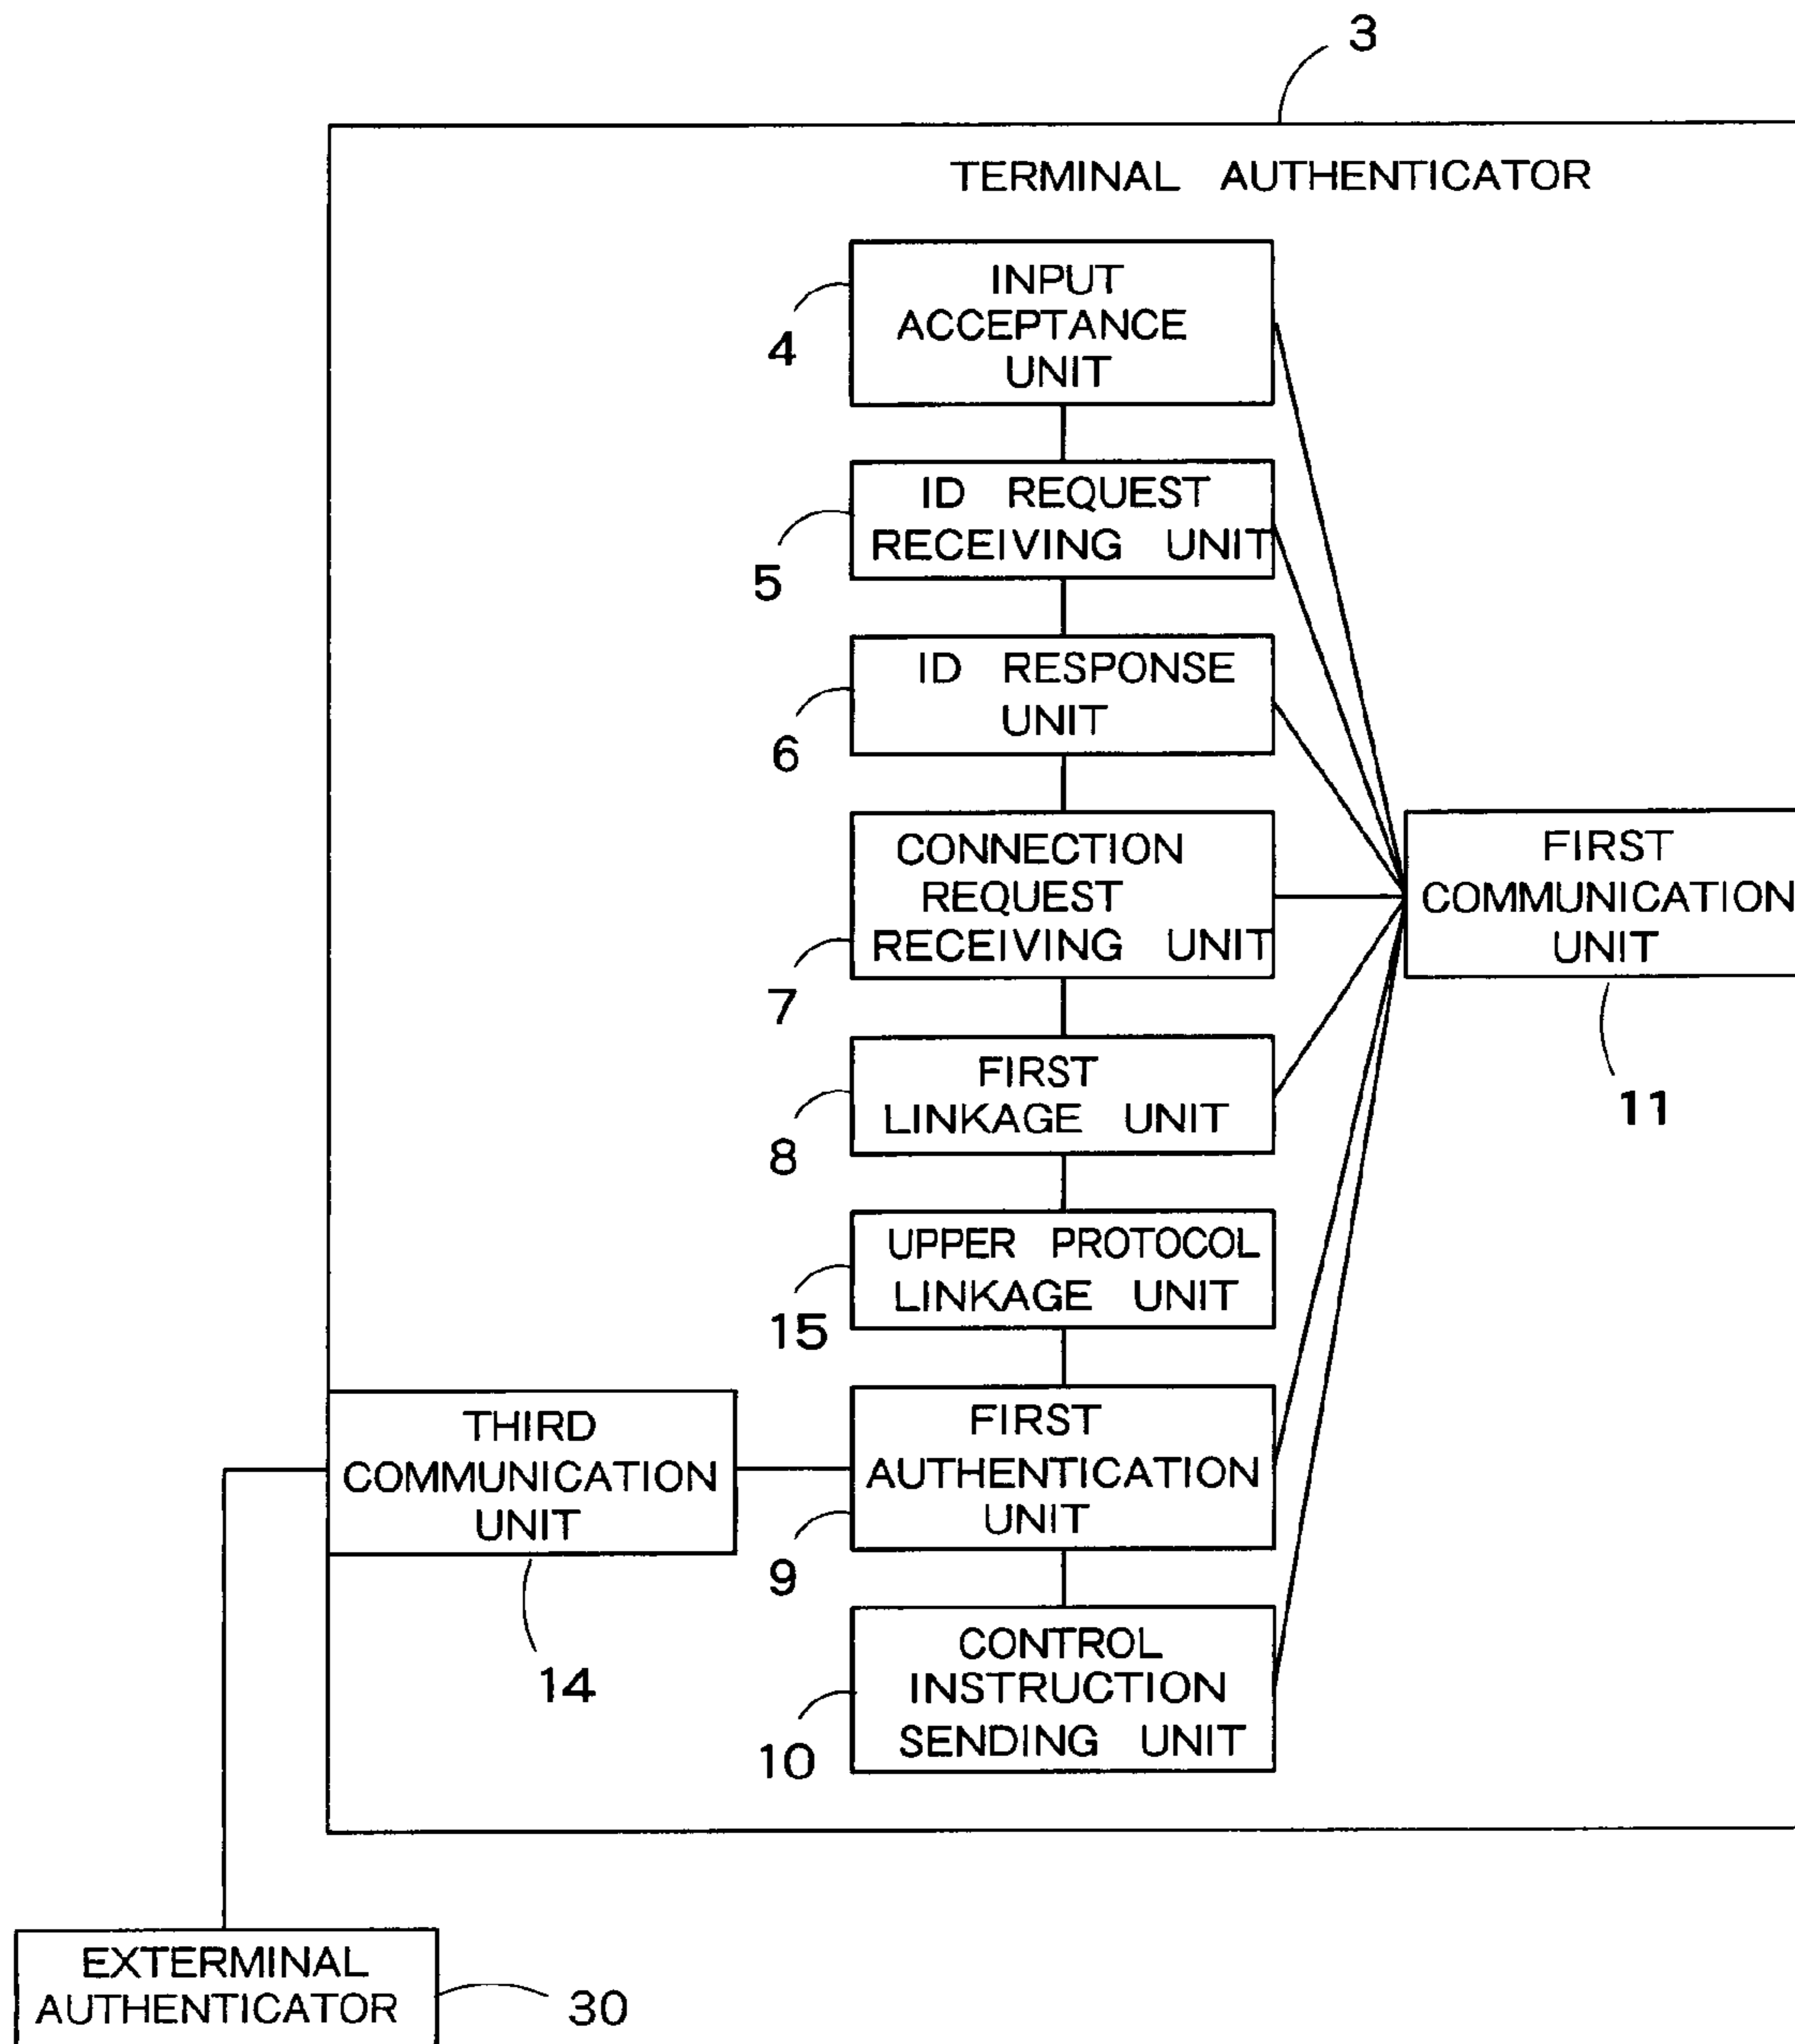 3
TERMINAL AUTHENTICATOR
INPUT
ACCEPTANCE
UNIT
4
ID REQUEST
RECEIVING UNIT
5
ID RESPONSE
UNIT
6
CONNECTION
REQUEST
RECEIVING UNIT
7
FIRST
COMMUNICATION
UNIT
11
FIRST
LINKAGE UNIT
8
UPPER PROTOCOL
LINKAGE UNIT
15
THIRD
COMMUNICATION
UNIT
14
FIRST
AUTHENTICATION
UNIT
9
CONTROL
INSTRUCTION
SENDING UNIT
10
EXTERMINAL
AUTHENTICATOR
30